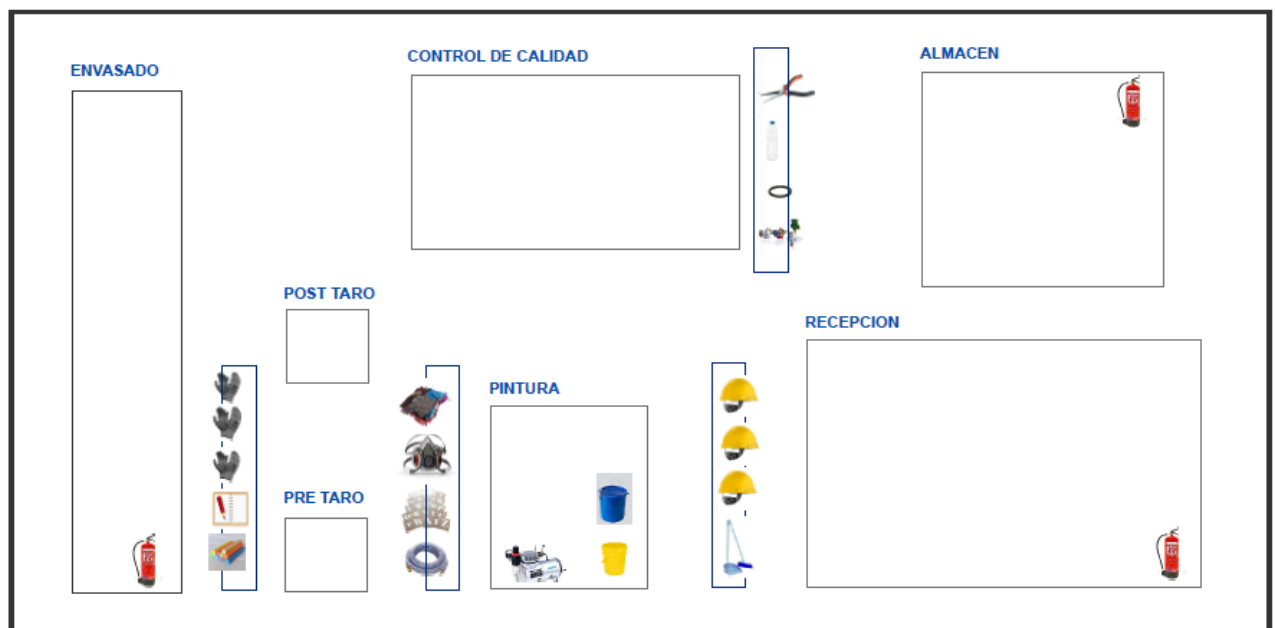 CONTROL DE CALIDAD
ALMACEN
ENVASADO
POST TARO
RECEPCION
PINTURA
PRE TARO